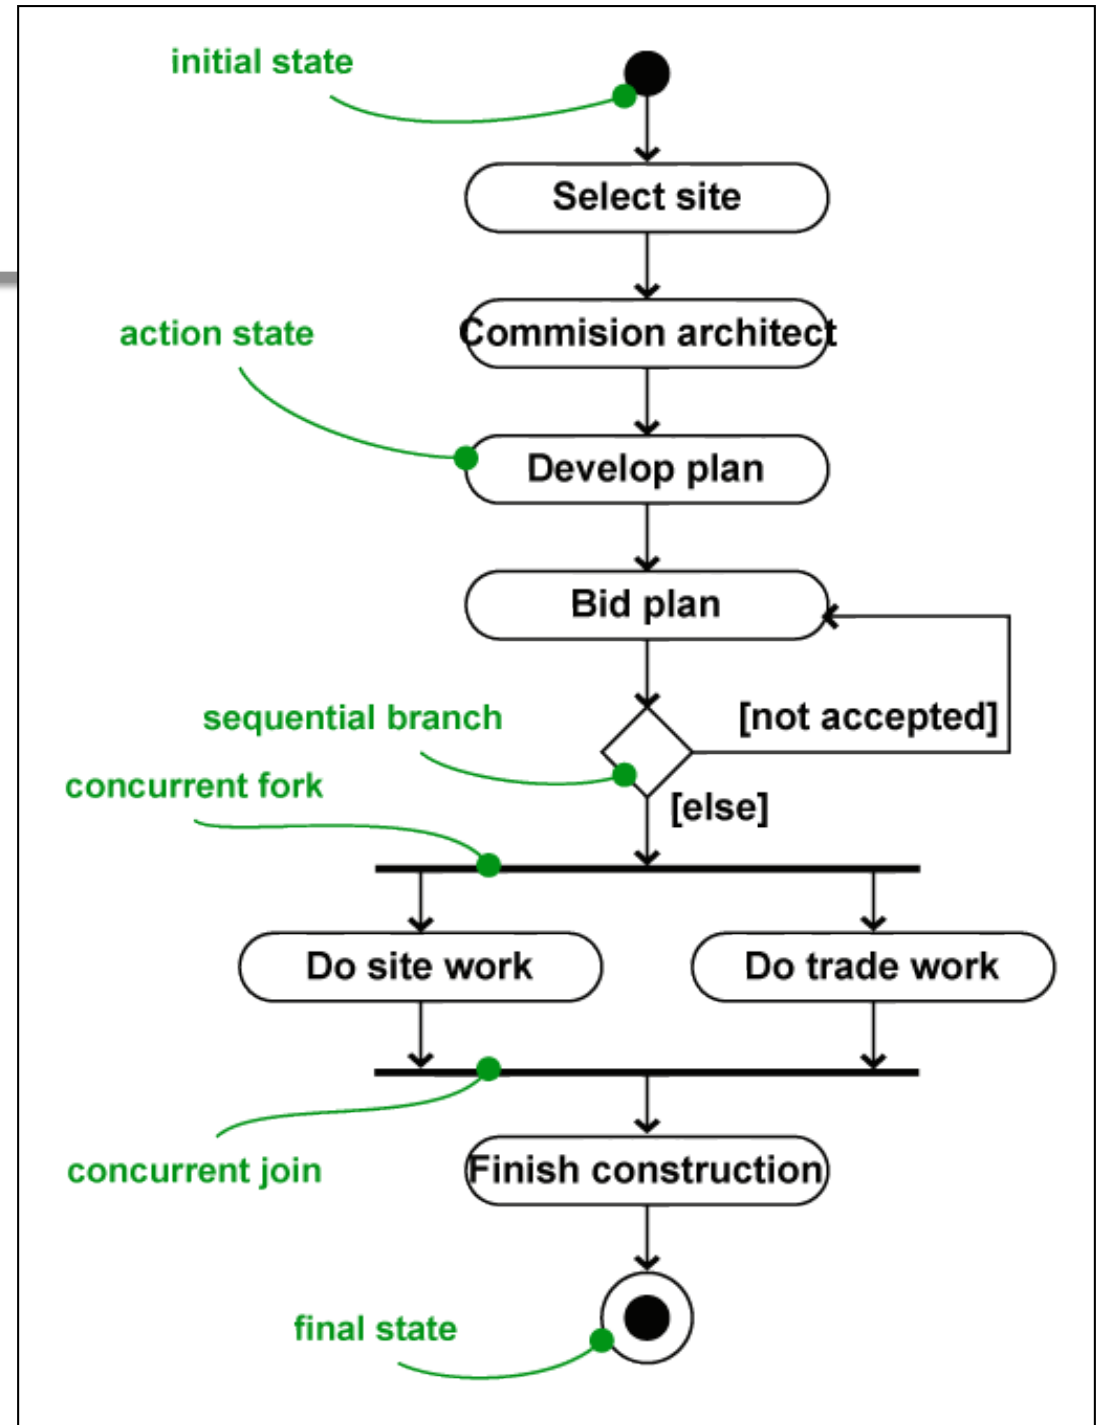 initial state
Select site
Commision architect
action state
Develop plan
Bid plan
sequential branch
[not accepted]
concurrent fork
[else]
Do site work
Do trade work
concurrent join
Finish construction
final state